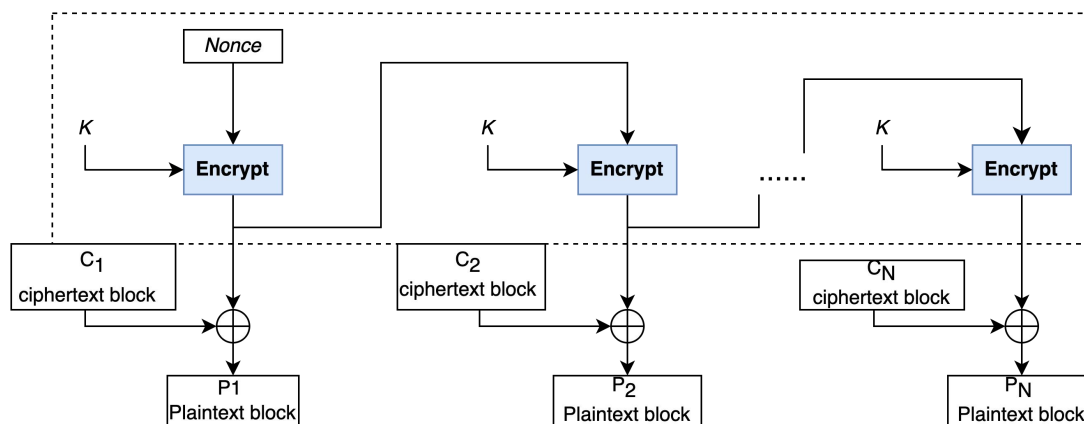 Nonce
K
K
K
Encrypt
Encrypt
......
Encrypt
C1
ciphertext block
C2
ciphertext block
CN
ciphertext block
P1
Plaintext block
P2
Plaintext block
PN
Plaintext block